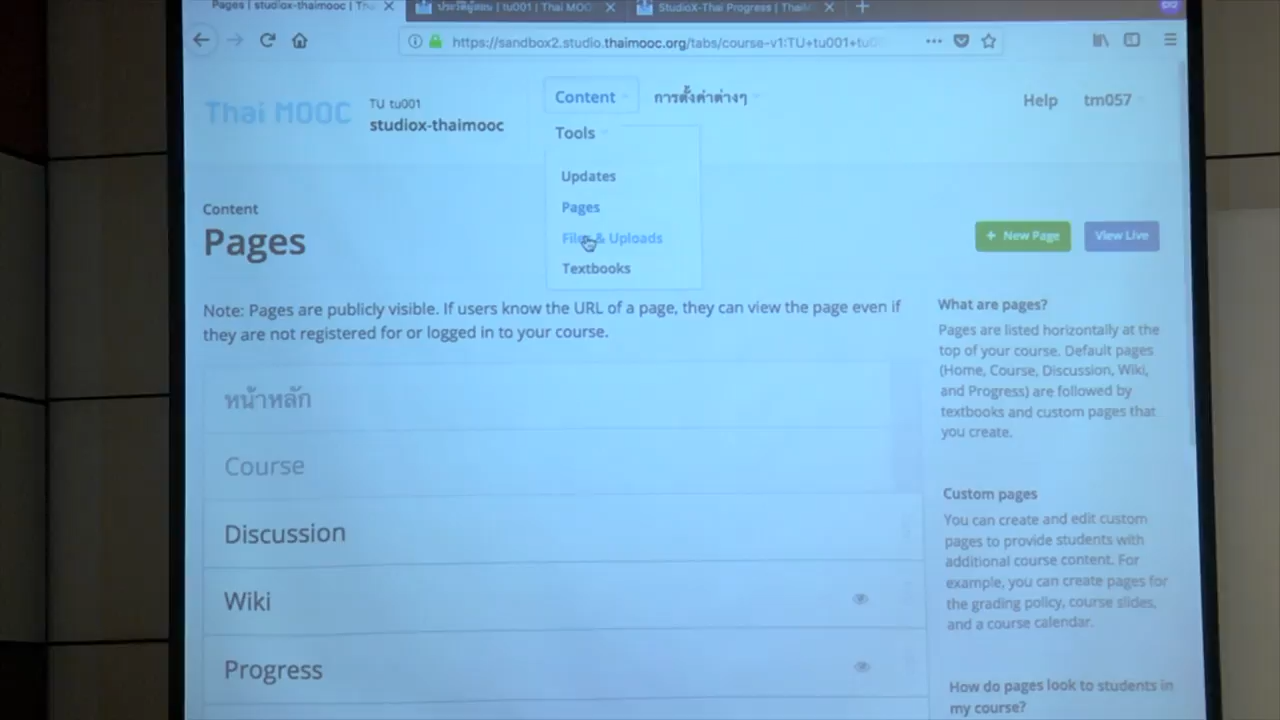 Pages | studiox-thaimooc | Tha
ประวัติผู้สอน | tu001 | Thai MOO
StudioX-Thai Progress | Thai
https://sandbox2.studio.thaimooc.org/tabs/course-v1:TU+tu001+tu0
Thai MOOC
TU tu001
studiox-thaimooc
Content
การตั้งค่าต่างๆ
Help
tm057
Tools
Updates
Pages
Files & Uploads
Textbooks
Content
Pages
+ New Page
View Live
Note: Pages are publicly visible. If users know the URL of a page, they can view the page even if
they are not registered for or logged in to your course.
หน้าหลัก
Course
Discussion
Wiki
Progress
What are pages?
Pages are listed horizontally at the
top of your course. Default pages
(Home, Course, Discussion, Wiki,
and Progress) are followed by
textbooks and custom pages that
you create.
Custom pages
You can create and edit custom
pages to provide students with
additional course content. For
example, you can create pages for
the grading policy, course slides,
and a course calendar.
How do pages look to students in
my course?